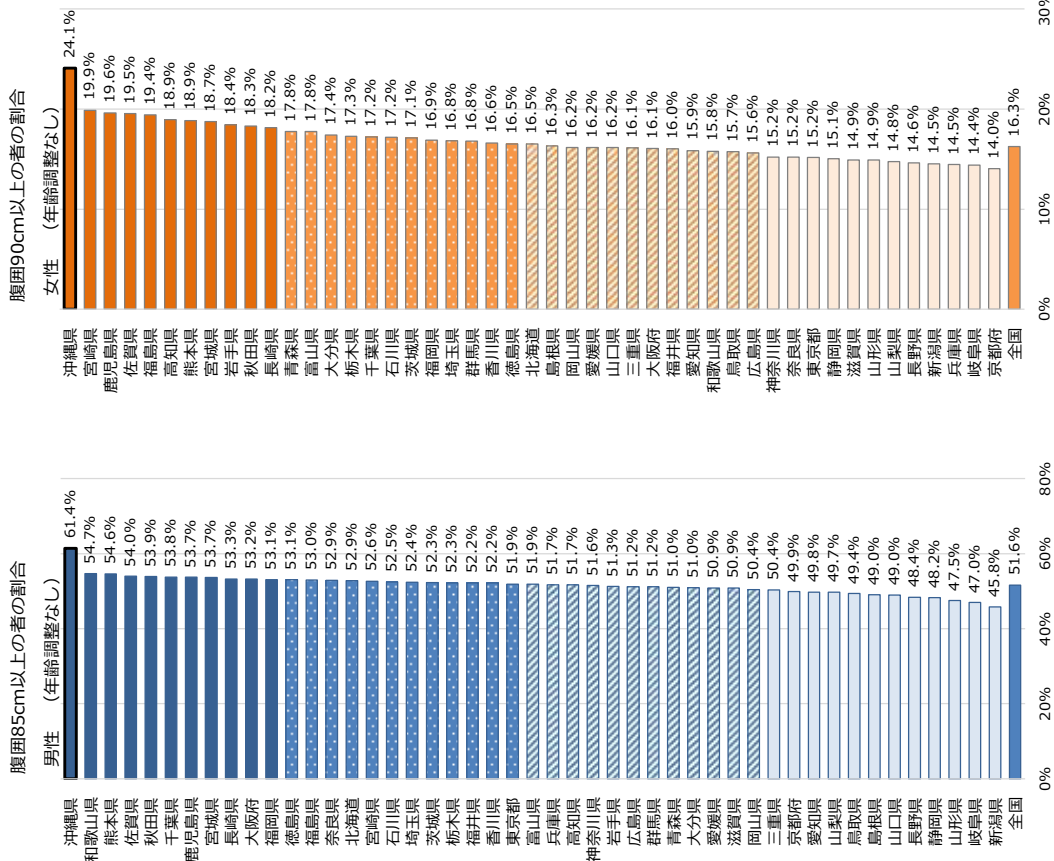 腹囲85cm以上の者の割合
男性 (年齢調整なし)
沖縄県 61.4%
和歌山県 54.7%
熊本県 54.6%
佐賀県 54.0%
秋田県 53.9%
千葉県 53.8%
鹿児島県 53.7%
宮城県 53.7%
長崎県 53.3%
大阪府 53.2%
福岡県 53.1%
徳島県 53.1%
福島県 53.0%
奈良県 52.9%
北海道 52.9%
宮崎県 52.6%
石川県 52.5%
埼玉県 52.4%
茨城県 52.3%
栃木県 52.3%
福井県 52.2%
香川県 52.2%
東京都 51.9%
富山県 51.9%
兵庫県 51.7%
高知県 51.7%
神奈川県 51.6%
岩手県 51.3%
広島県 51.2%
群馬県 51.2%
青森県 51.0%
大分県 51.0%
愛媛県 50.9%
滋賀県 50.9%
岡山県 50.4%
三重県 50.4%
京都府 49.9%
愛知県 49.8%
山梨県 49.7%
鳥取県 49.4%
島根県 49.0%
山口県 49.0%
長野県 48.4%
静岡県 48.2%
山形県 47.5%
岐阜県 47.0%
新潟県 45.8%
全国 51.6%
0% 20% 40% 60% 80%
腹囲90cm以上の者の割合
女性 (年齢調整なし)
沖縄県 24.1%
宮崎県 19.9%
鹿児島県 19.6%
佐賀県 19.5%
福島県 19.4%
高知県 18.9%
熊本県 18.9%
宮城県 18.7%
岩手県 18.4%
秋田県 18.3%
長崎県 18.2%
青森県 17.8%
富山県 17.8%
大分県 17.4%
栃木県 17.3%
千葉県 17.2%
石川県 17.2%
茨城県 17.1%
福岡県 16.9%
埼玉県 16.8%
群馬県 16.8%
香川県 16.6%
徳島県 16.5%
北海道 16.5%
島根県 16.3%
岡山県 16.2%
愛媛県 16.2%
山口県 16.2%
三重県 16.1%
大阪府 16.1%
福井県 16.0%
愛知県 15.9%
和歌山県 15.8%
鳥取県 15.7%
広島県 15.6%
神奈川県 15.2%
奈良県 15.2%
東京都 15.2%
静岡県 15.1%
滋賀県 14.9%
山形県 14.9%
山梨県 14.8%
長野県 14.6%
新潟県 14.5%
兵庫県 14.5%
岐阜県 14.4%
京都府 14.0%
全国 16.3%
0% 10% 20% 30%